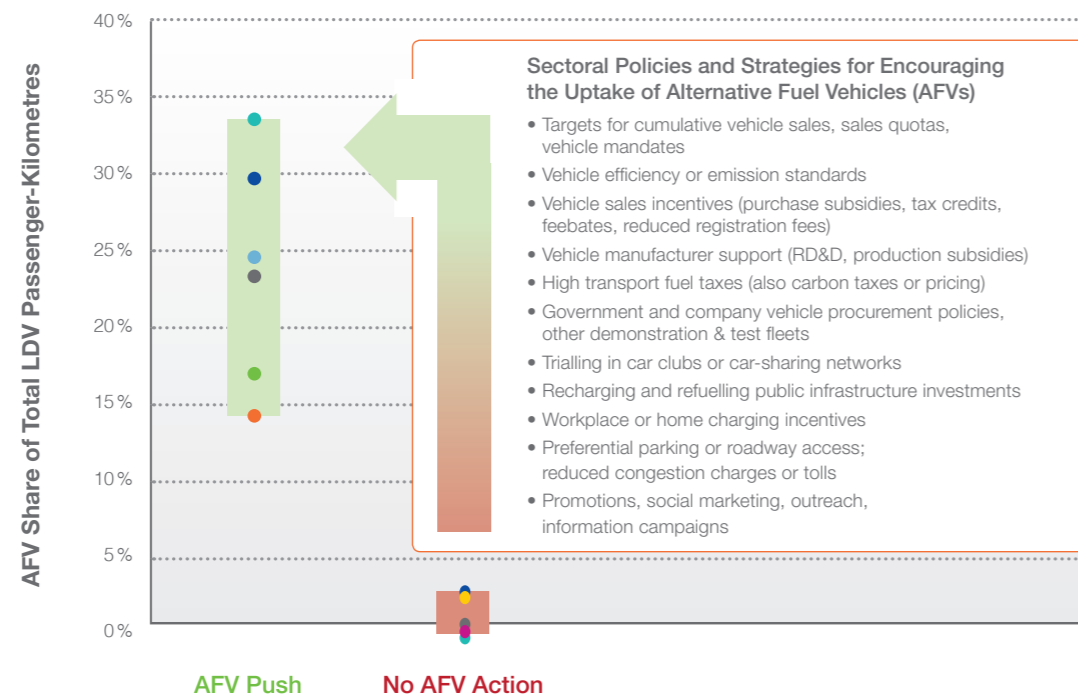 AFV Share of Total LDV Passenger-Kilometres
40%
35%
30%
25%
20%
15%
10%
5%
0%
Sectoral Policies and Strategies for Encouraging
the Uptake of Alternative Fuel Vehicles (AFVs)
• Targets for cumulative vehicle sales, sales quotas,
vehicle mandates
• Vehicle efficiency or emission standards
• Vehicle sales incentives (purchase subsidies, tax credits,
feebates, reduced registration fees)
• Vehicle manufacturer support (RD&D, production subsidies)
• High transport fuel taxes (also carbon taxes or pricing)
• Government and company vehicle procurement policies,
other demonstration & test fleets
• Trialling in car clubs or car-sharing networks
• Recharging and refuelling public infrastructure investments
• Workplace or home charging incentives
• Preferential parking or roadway access;
reduced congestion charges or tolls
• Promotions, social marketing, outreach,
information campaigns
AFV Push
No AFV Action